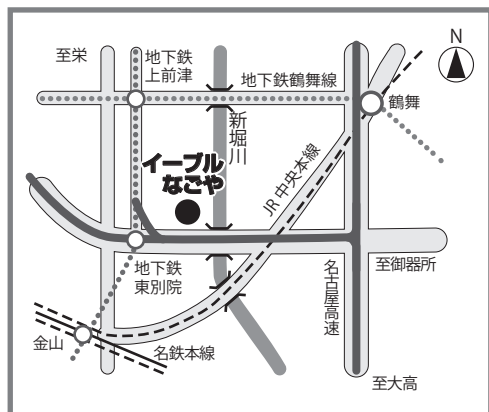 至栄
地下鉄
上前津
地下鉄鶴舞線
N
鶴舞
新堀川
イーブル
なごや
JR中央本線
地下鉄
東別院
名古屋高速
至御器所
金山
名鉄本線
至大高